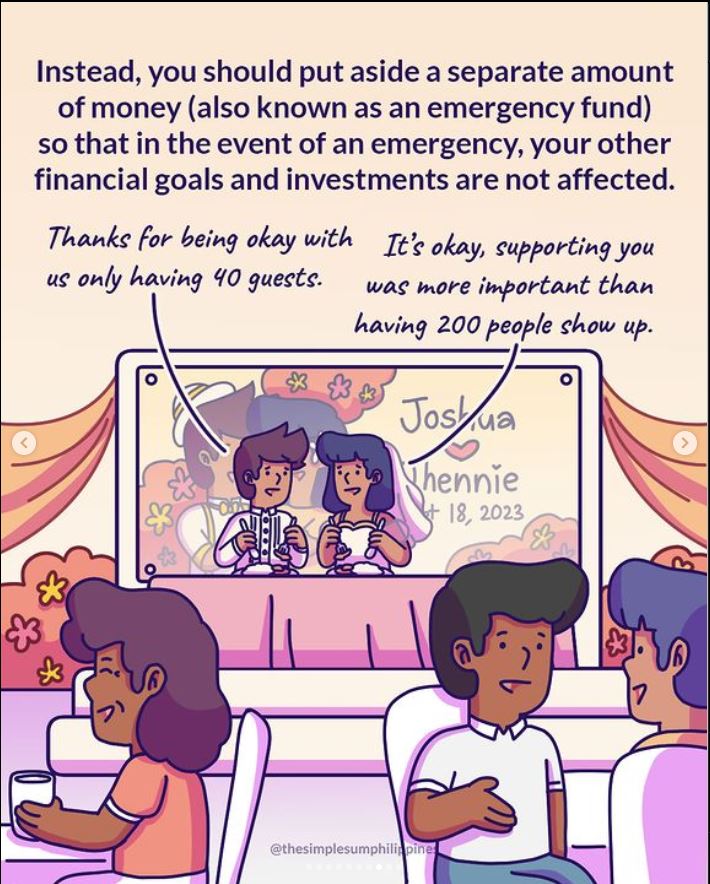 Instead, you should put aside a separate amount
of money (also known as an emergency fund)
so that in the event of an emergency, your other
financial goals and investments are not affected.
Thanks for being okay with
us only having 40 guests.
It's okay, supporting you
was more important than
having 200 people show up.
Joshua
hennie
18, 2023
@thesimplesumphilippines